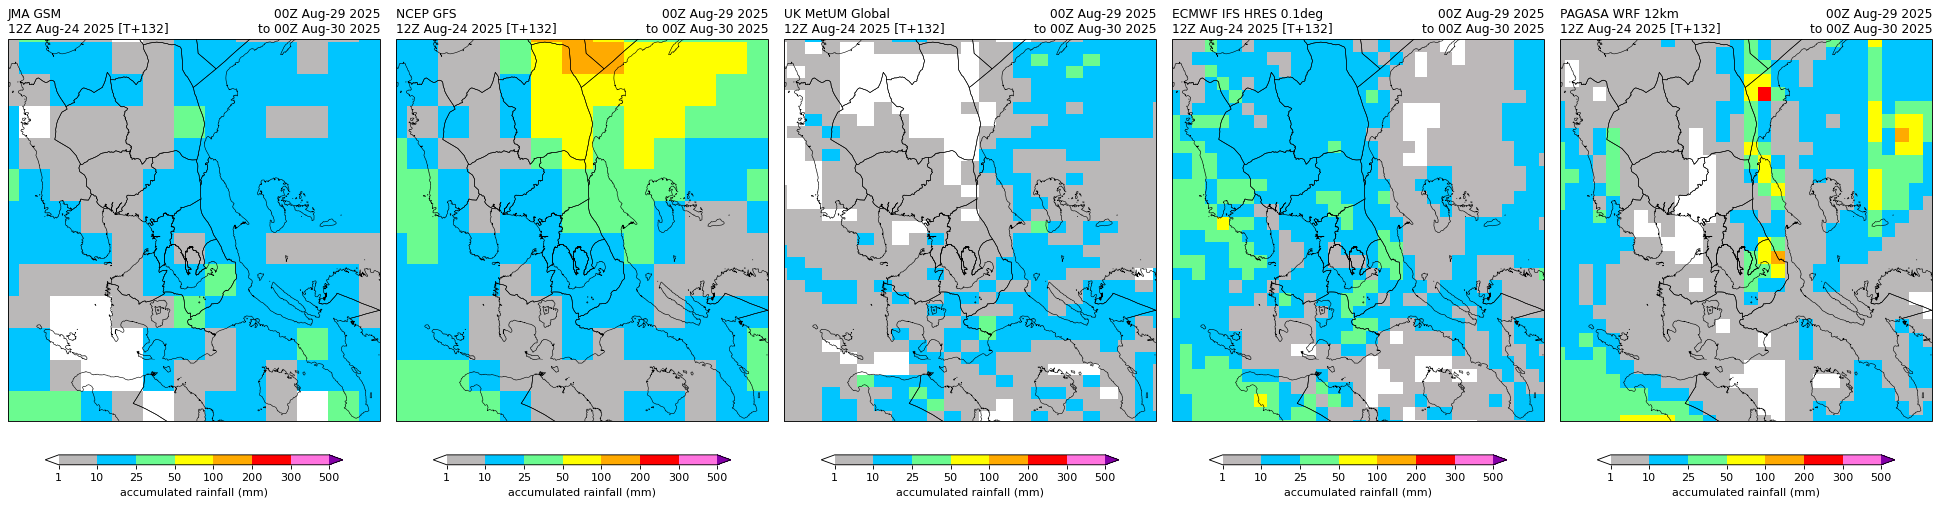 JMA GSM 00Z Aug-29 2025
12Z Aug-24 2025 [T+132] to 00Z Aug-30 2025
NCEP GFS 00Z Aug-29 2025
12Z Aug-24 2025 [T+132] to 00Z Aug-30 2025
UK MetUM Global 00Z Aug-29 2025
12Z Aug-24 2025 [T+132] to 00Z Aug-30 2025
ECMWF IFS HRES 0.1deg 00Z Aug-29 2025
12Z Aug-24 2025 [T+132] to 00Z Aug-30 2025
PAGASA WRF 12km 00Z Aug-29 2025
12Z Aug-24 2025 [T+132] to 00Z Aug-30 2025
1 10 25 50 100 200 300 500
accumulated rainfall (mm)
1 10 25 50 100 200 300 500
accumulated rainfall (mm)
1 10 25 50 100 200 300 500
accumulated rainfall (mm)
1 10 25 50 100 200 300 500
accumulated rainfall (mm)
1 10 25 50 100 200 300 500
accumulated rainfall (mm)